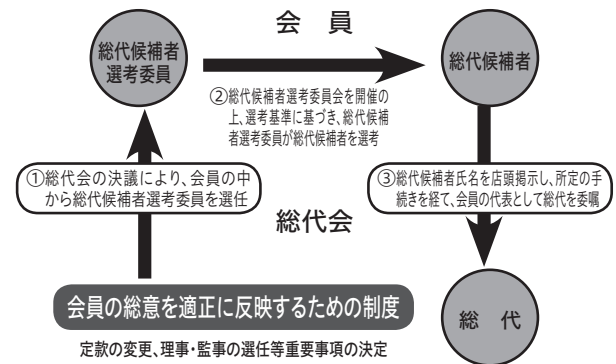 会員
総代候補者
選考委員
総代候補者
②総代候補者選考委員会を開催の
上、選考基準に基づき、総代候補
者選考委員が総代候補者を選考
①総代会の決議により、会員の中
から総代候補者選考委員を選任
③総代候補者氏名を店頭掲示し、所定の手
続きを経て、会員の代表として総代を委嘱
総代会
会員の総意を適正に反映するための制度
定款の変更、理事・監事の選任等重要事項の決定
総代